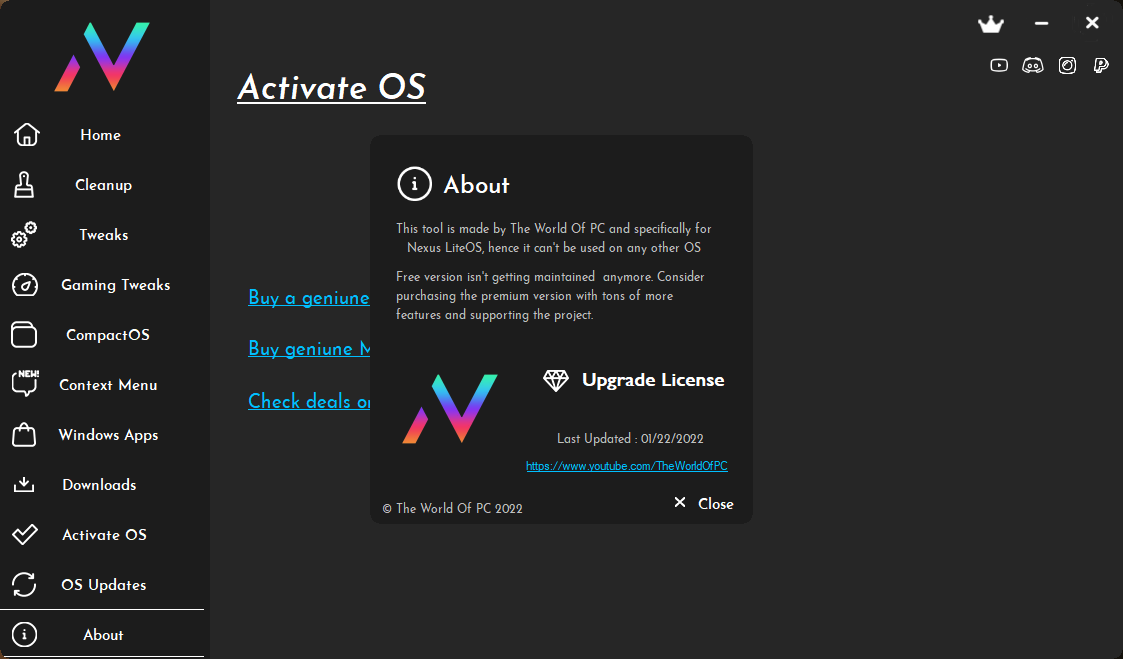 Home
Cleanup
Tweaks
Gaming Tweaks
CompactOS
NEW!
Context Menu
Windows Apps
Downloads
Activate OS
OS Updates
About
Activate OS
Buy a geniune
Buy geniune M
Check deals on
About
This tool is made by The World Of PC and specifically for
Nexus LiteOS, hence it can't be used on any other OS
Free version isn't getting maintained anymore. Consider
purchasing the premium version with tons of more
features and supporting the project.
Upgrade License
Last Updated : 01/22/2022
https://www.youtube.com/TheWorldOfPC
© The World Of PC 2022
Close